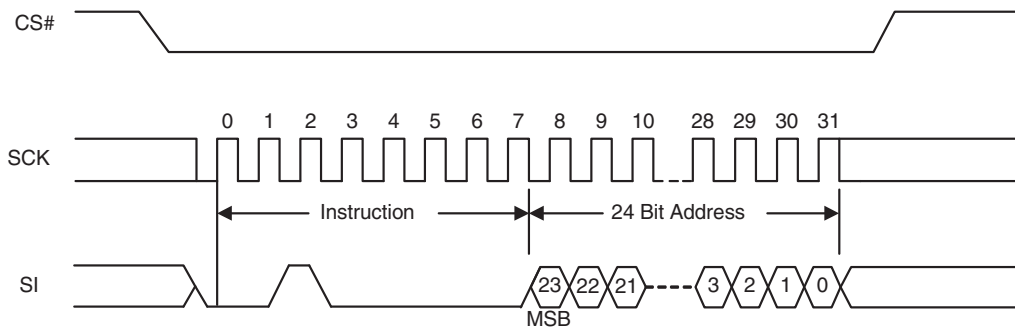 CS#
0 1 2 3 4 5 6 7 8 9 10 28 29 30 31
SCK
Instruction 24 Bit Address
SI 23 22 21 3 2 1 0
MSB